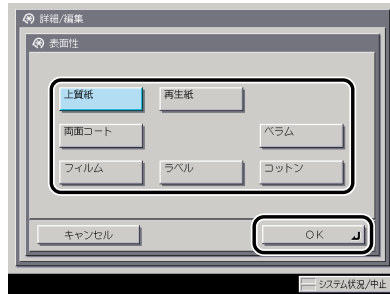 詳細/編集
表面性
上質紙 再生紙
両面コート ベラム
フィルム ラベル コットン
キャンセル OK
システム状況/中止